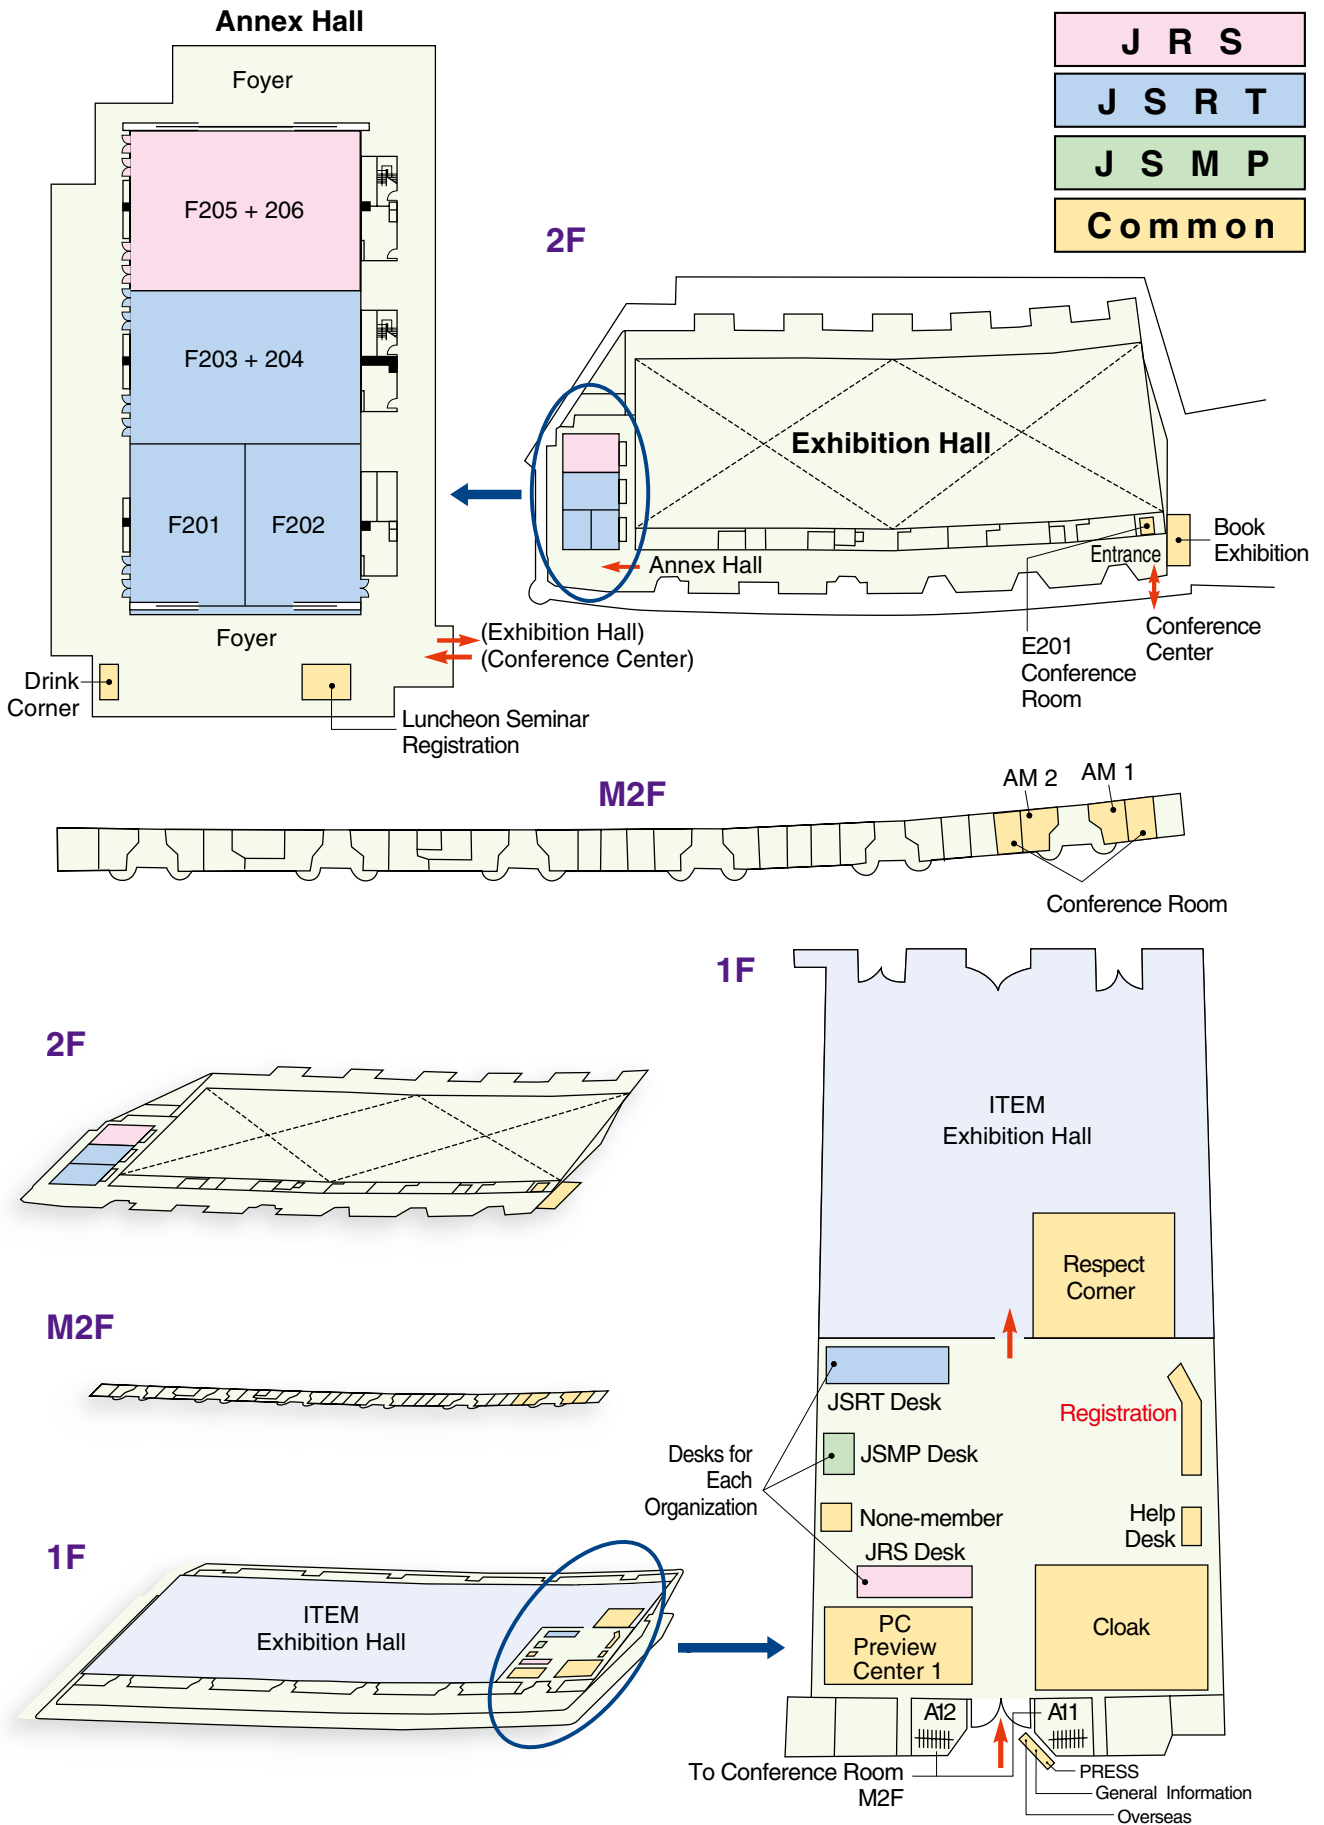 Annex Hall
Foyer
F205 + 206
F203 + 204
F201
F202
Foyer
Drink
Corner
(Exhibition Hall)
(Conference Center)
Luncheon Seminar
Registration
J R S
J S R T
J S M P
Common
2F
Exhibition Hall
Annex Hall
Entrance
Book
Exhibition
E201
Conference
Room
Conference
Center
M2F
AM 2
AM 1
Conference Room
2F
M2F
1F
ITEM
Exhibition Hall
1F
ITEM
Exhibition Hall
Respect
Corner
JSRT Desk
Registration
Desks for
Each
Organization
JSMP Desk
None-member
Help
Desk
JRS Desk
PC
Preview
Center 1
Cloak
A12
A11
To Conference Room
M2F
PRESS
General Information
Overseas